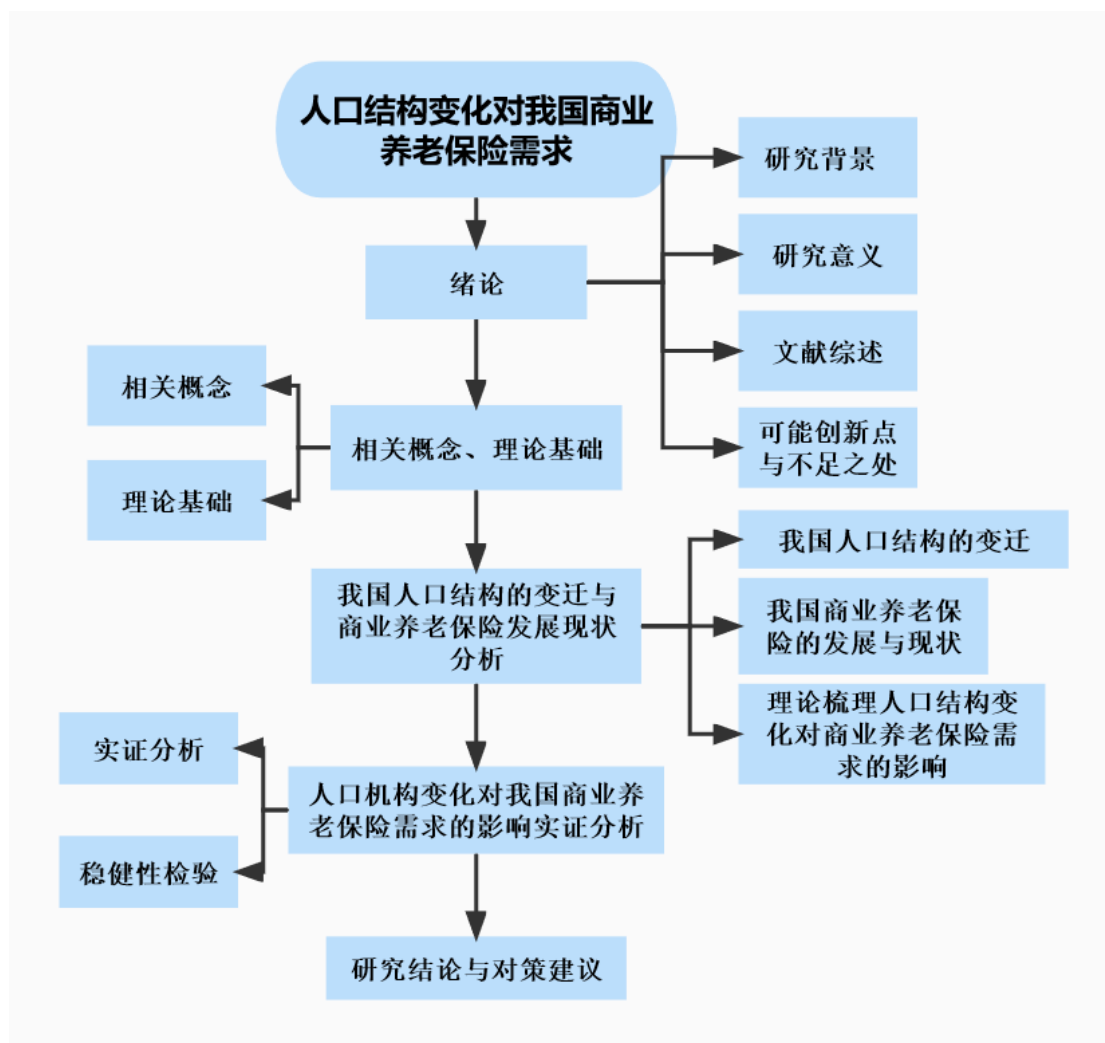 人口结构变化对我国商业
养老保险需求
研究背景
研究意义
绪论
文献综述
相关概念
可能创新点
与不足之处
相关概念、理论基础
理论基础
我国人口结构的变迁
我国人口结构的变迁与
商业养老保险发展现状
分析
我国商业养老保
险的发展与现状
理论梳理人口结构变
化对商业养老保险需
求的影响
实证分析
人口机构变化对我国商业养
老保险需求的影响实证分析
稳健性检验
研究结论与对策建议